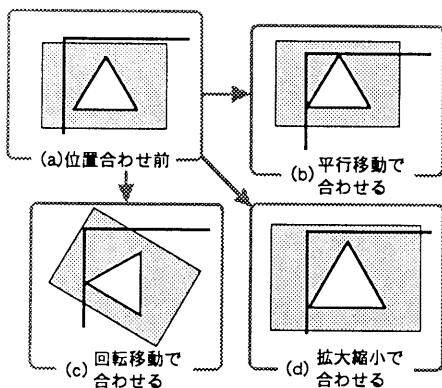 (a)位置合わせ前
(b) 平行移動で
合わせる
(c) 回転移動で
合わせる
(d) 拡大縮小で
合わせる